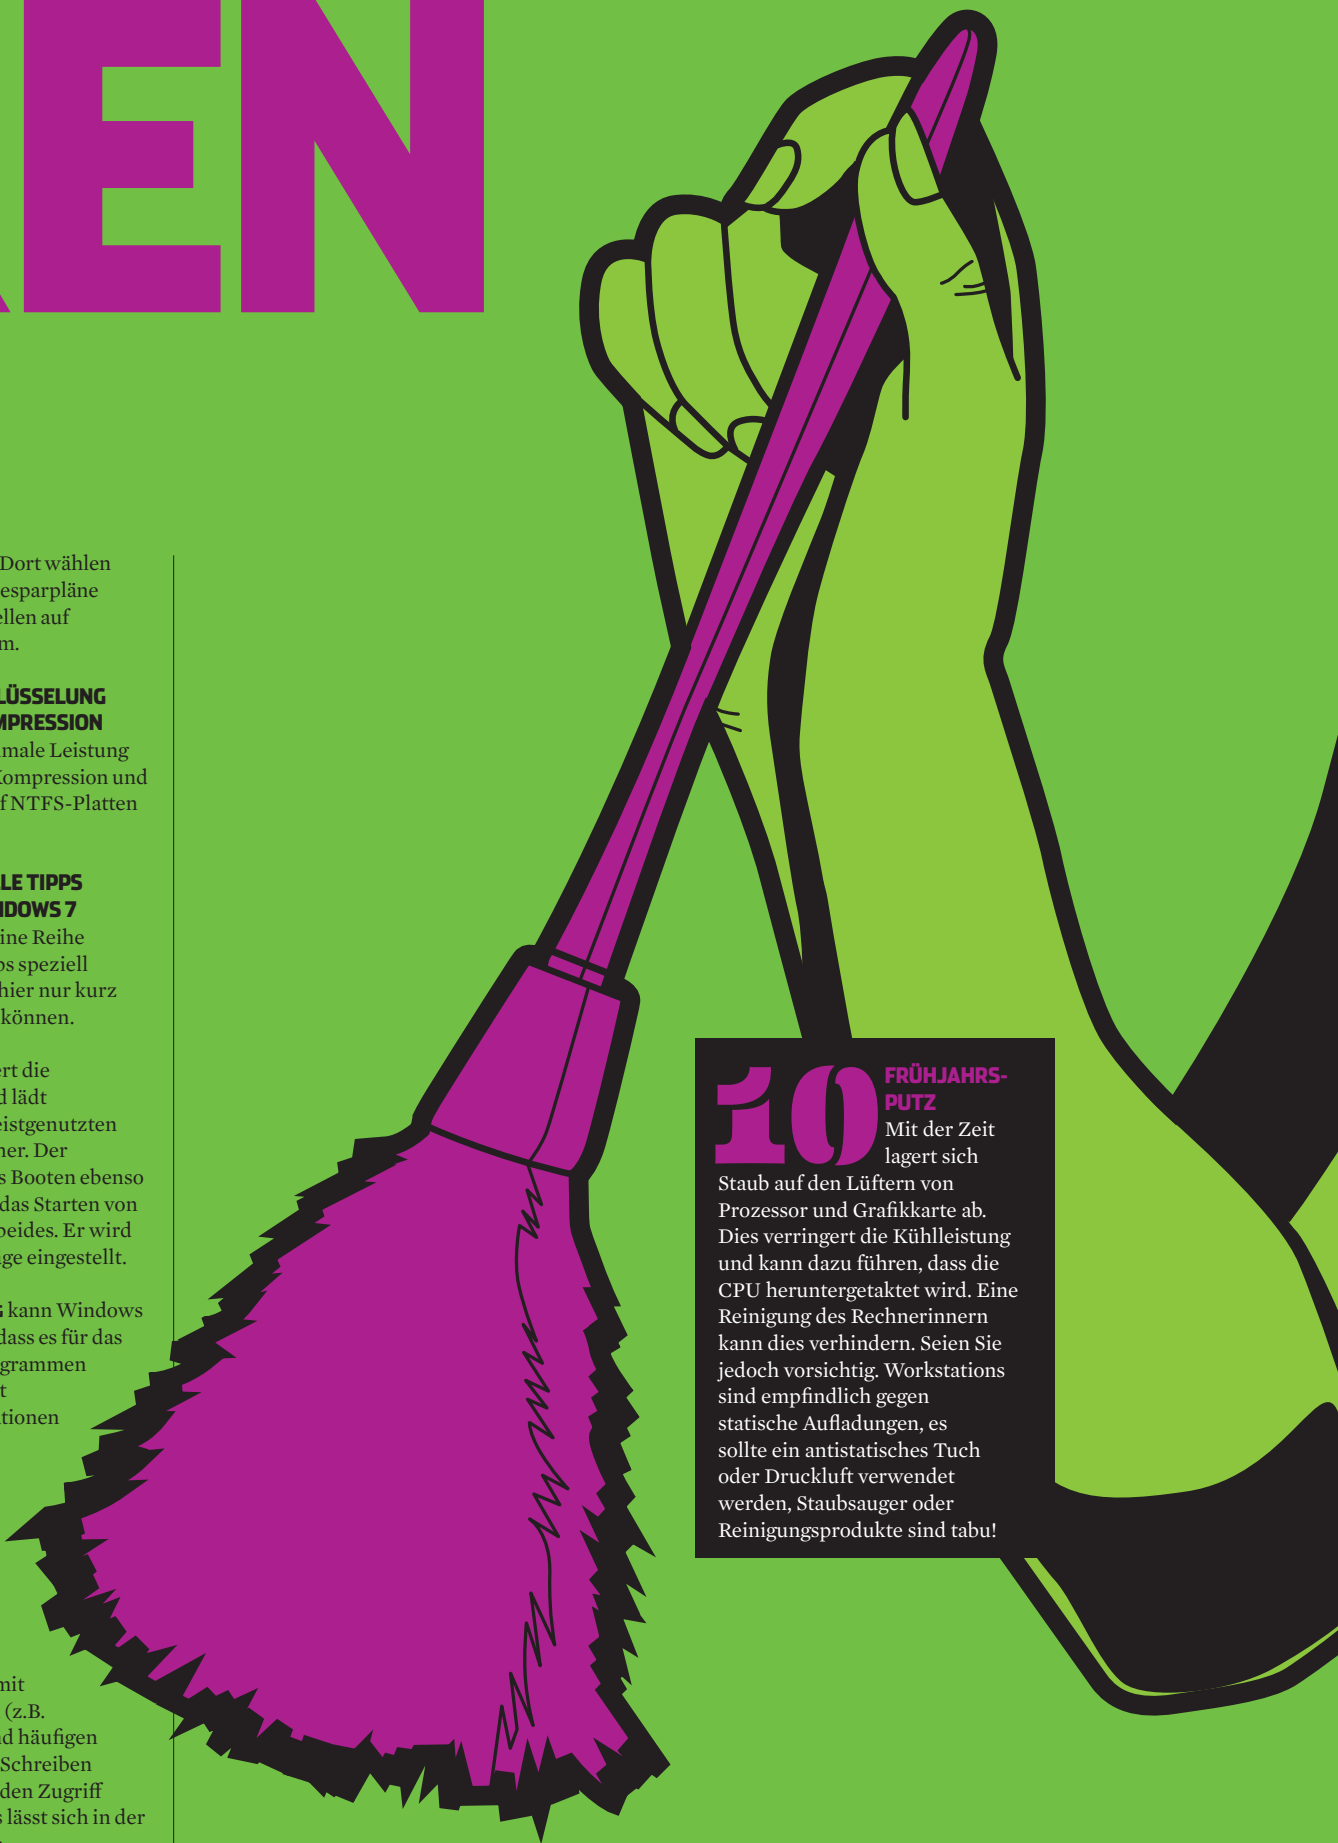 EN
Dort wählen
esparpläne
ellen auf
m.
LÜSSELUNG
MPRESSION
male Leistung
Kompression und
f NTFS-Platten
LE TIPPS
NDOWS 7
ine Reihe
ps speziell
hier nur kurz
können.
ert die
d lädt
eistgenutzten
her. Der
s Booten ebenso
das Starten von
beides. Er wird
ge eingestellt.
G kann Windows
dass es für das
grammen
t
tionen
mit
(z.B.
nd häufigen
Schreiben
den Zugriff
s lässt sich in der
10 FRÜHJAHRS-
PUTZ
Mit der Zeit
lagert sich
Staub auf den Lüftern von
Prozessor und Grafikkarte ab.
Dies verringert die Kühlleistung
und kann dazu führen, dass die
CPU heruntergetaktet wird. Eine
Reinigung des Rechnerinnern
kann dies verhindern. Seien Sie
jedoch vorsichtig. Workstations
sind empfindlich gegen
statische Aufladungen, es
sollte ein antistatisches Tuch
oder Druckluft verwendet
werden, Staubsauger oder
Reinigungsprodukte sind tabu!